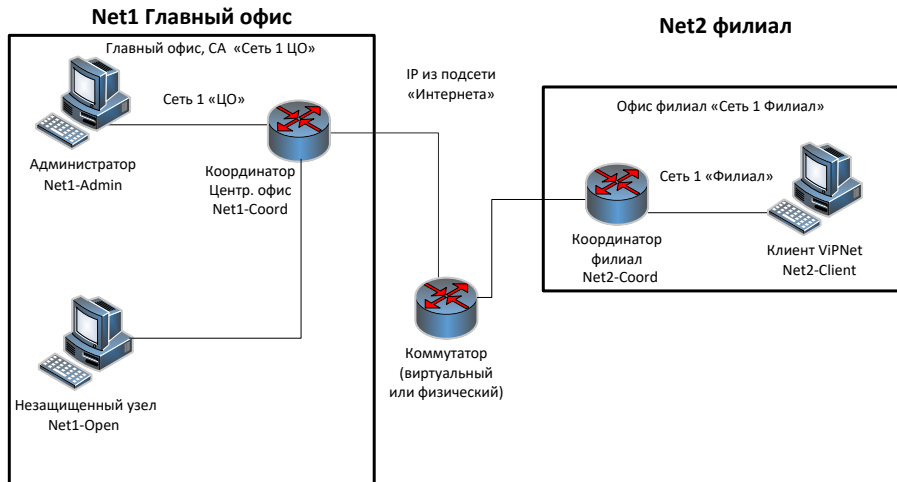 Net1 Главный офис
Net2 филиал
Главный офис, СА «Сеть 1 ЦО»
Сеть 1 «ЦО»
Администратор
Net1-Admin
Координатор
Центр. офис
Net1-Coord
Незащищенный узел
Net1-Open
IP из подсети
«Интернета»
Коммутатор
(виртуальный
или физический)
Офис филиал «Сеть 1 Филиал»
Сеть 1 «Филиал»
Координатор
филиал
Net2-Coord
Клиент ViPNet
Net2-Client